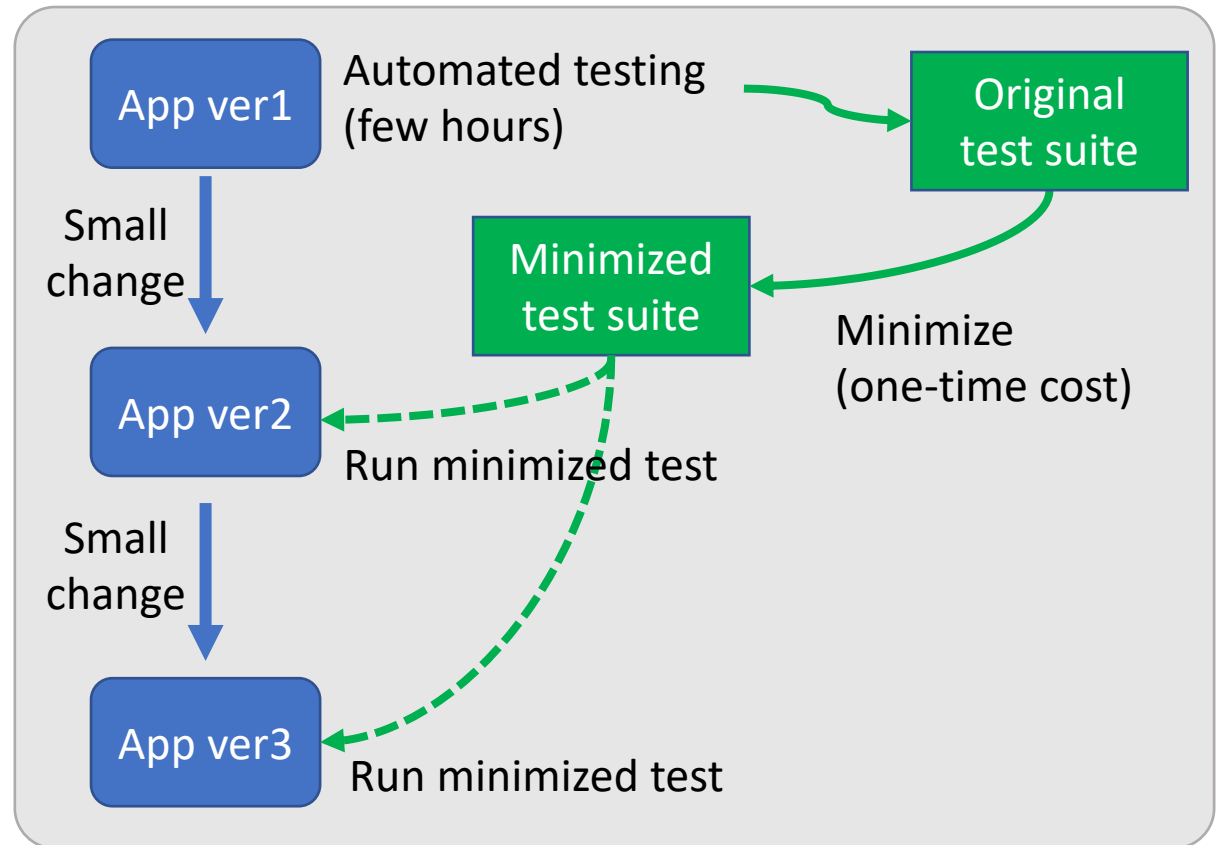 App ver1
Automated testing
(few hours)
Original
test suite
Small
change
Minimized
test suite
Minimize
(one-time cost)
App ver2
Run minimized test
Small
change
App ver3
Run minimized test